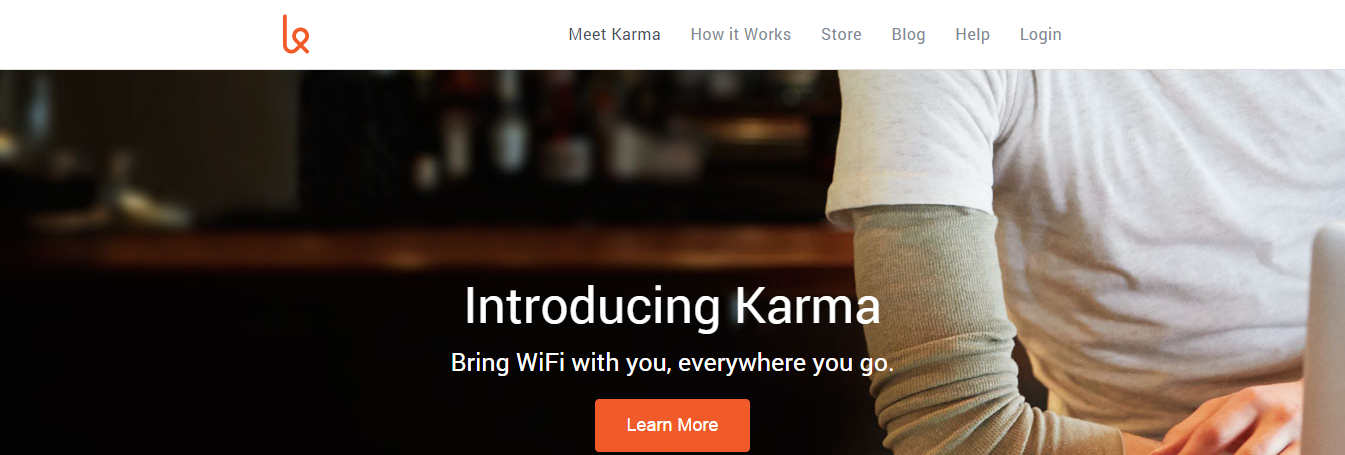 Meet Karma How it Works Store Blog Help Login
Introducing Karma
Bring WiFi with you, everywhere you go.
Learn More